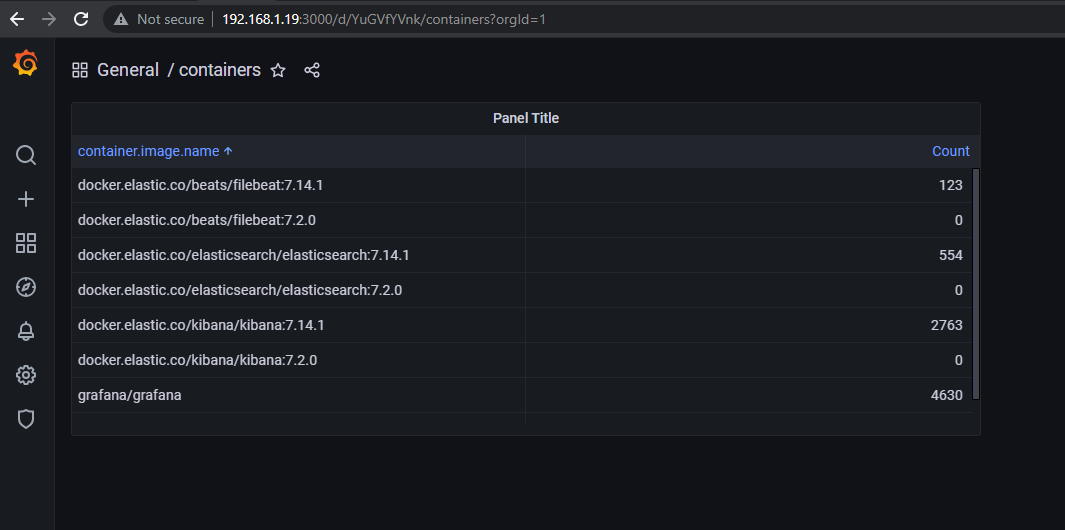 Not secure | 192.168.1.19:3000/d/YuGVfYVnk/containers?orgId=1
General / containers
Panel Title
container.image.name ↑ Count
docker.elastic.co/beats/filebeat:7.14.1 123
docker.elastic.co/beats/filebeat:7.2.0 0
docker.elastic.co/elasticsearch/elasticsearch:7.14.1 554
docker.elastic.co/elasticsearch/elasticsearch:7.2.0 0
docker.elastic.co/kibana/kibana:7.14.1 2763
docker.elastic.co/kibana/kibana:7.2.0 0
grafana/grafana 4630